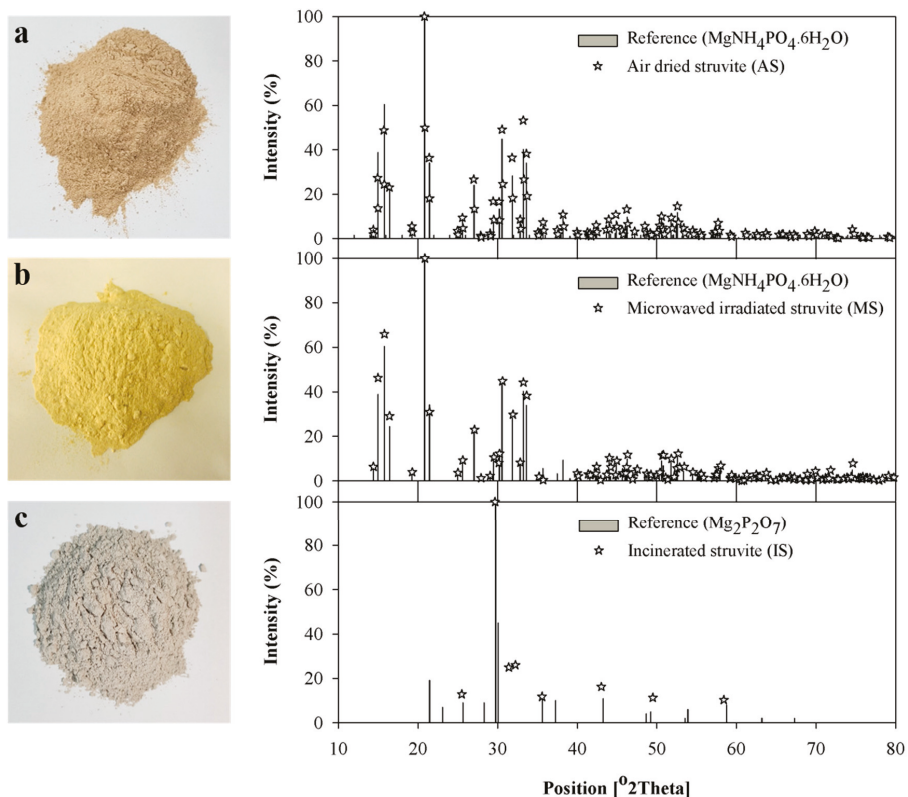 a
Intensity (%)
100
80
60
40
20
0
Reference (MgNH4PO4.6H2O)
Air dried struvite (AS)
b
Intensity (%)
100
80
60
40
20
0
Reference (MgNH4PO4.6H2O)
Microwaved irradiated struvite (MS)
c
Intensity (%)
100
80
60
40
20
0
Reference (Mg2P2O7)
Incinerated struvite (IS)
10 20 30 40 50 60 70 80
Position [o2Theta]